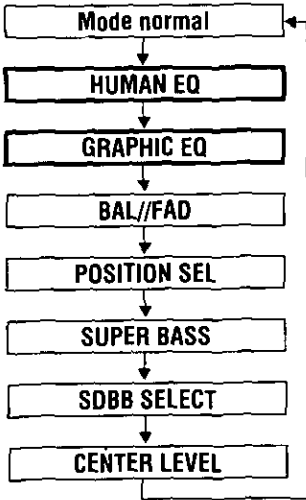 Mode normal
HUMAN EQ
GRAPHIC EQ
BAL//FAD
POSITION SEL
SUPER BASS
SDBB SELECT
CENTER LEVEL